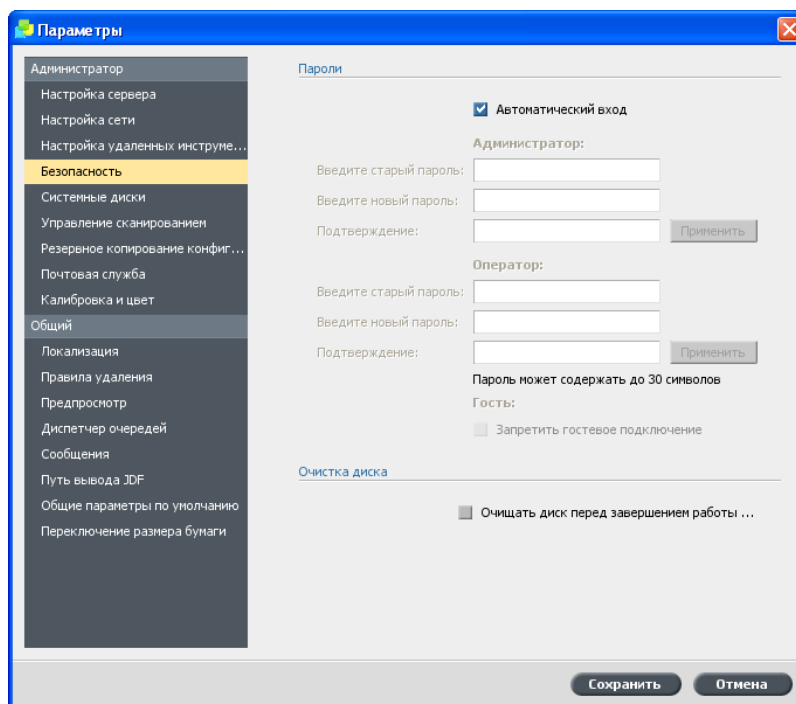 Параметры
Администратор
Настройка сервера
Настройка сети
Настройка удаленных инструме...
Безопасность
Системные диски
Управление сканированием
Резервное копирование конфиг...
Почтовая служба
Калибровка и цвет
Общий
Локализация
Правила удаления
Предпросмотр
Диспетчер очередей
Сообщения
Путь вывода JDF
Общие параметры по умолчанию
Переключение размера бумаги
Пароли
Автоматический вход
Администратор:
Введите старый пароль:
Введите новый пароль:
Подтверждение:
Применить
Оператор:
Введите старый пароль:
Введите новый пароль:
Подтверждение:
Применить
Пароль может содержать до 30 символов
Гость:
Запретить гостевое подключение
Очистка диска
Очищать диск перед завершением работы ...
Сохранить
Отмена